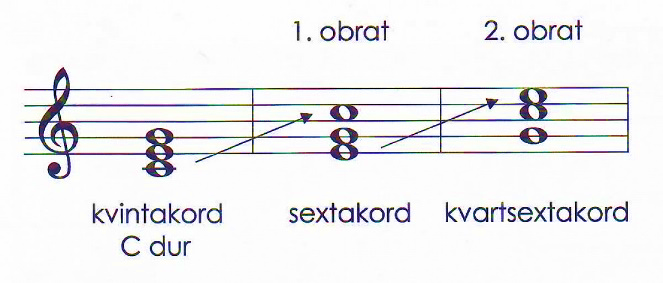 1. obrat 2. obrat
kvintakord sextakord kvartsextakord
C dur